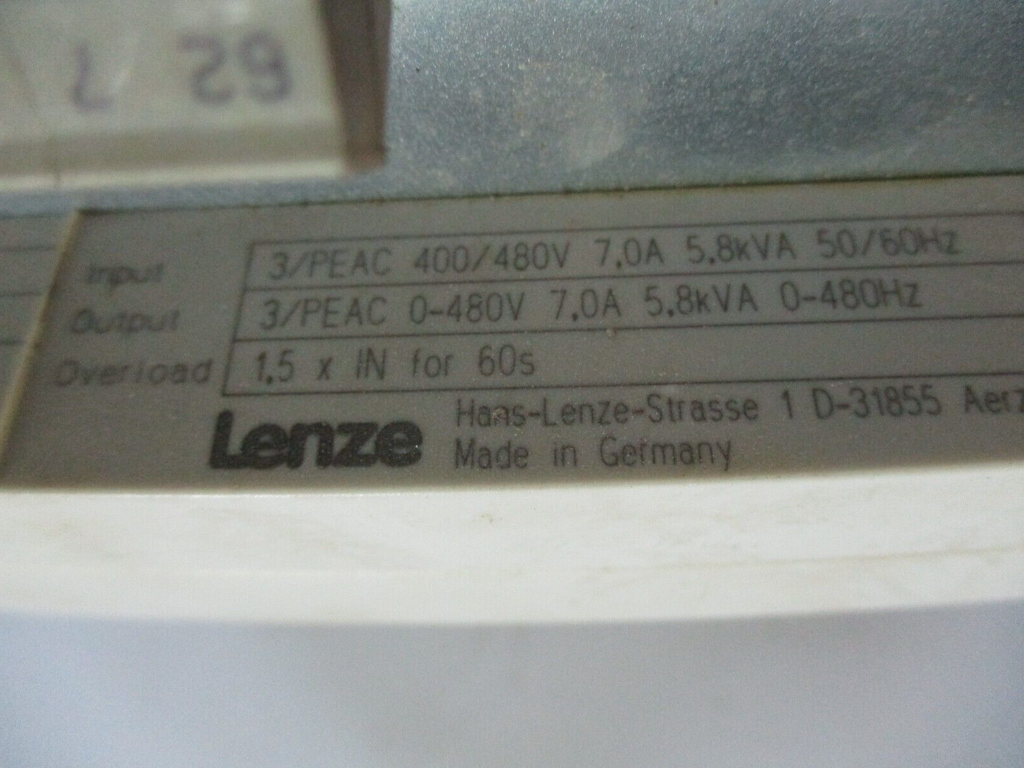 62 7
Input 3/PEAC 400/480V 7.0A 5.8kVA 50/60Hz
Output 3/PEAC 0-480V 7.0A 5.8kVA 0-480Hz
Overload 1.5 x IN for 60s
Lenze Hans-Lenze-Strasse 1 D-31855
Made in Germany